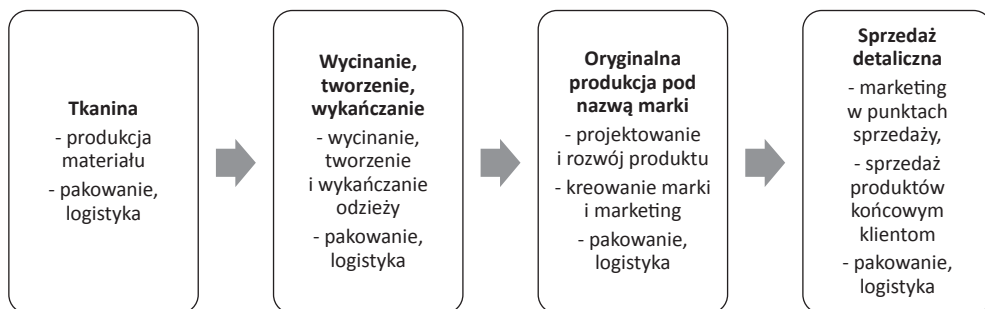 Tkanina
- produkcja
materiału
- pakowanie,
logistyka
Wycinanie,
tworzenie,
wykańczanie
- wycinanie,
tworzenie
i wykańczanie
odzieży
- pakowanie,
logistyka
Oryginalna
produkcja pod
nazwą marki
- projektowanie
i rozwój produktu
- kreowanie marki
i marketing
- pakowanie,
logistyka
Sprzedaż
detaliczna
- marketing
w punktach
sprzedaży,
- sprzedaż
produktów
końcowym
klientom
- pakowanie,
logistyka